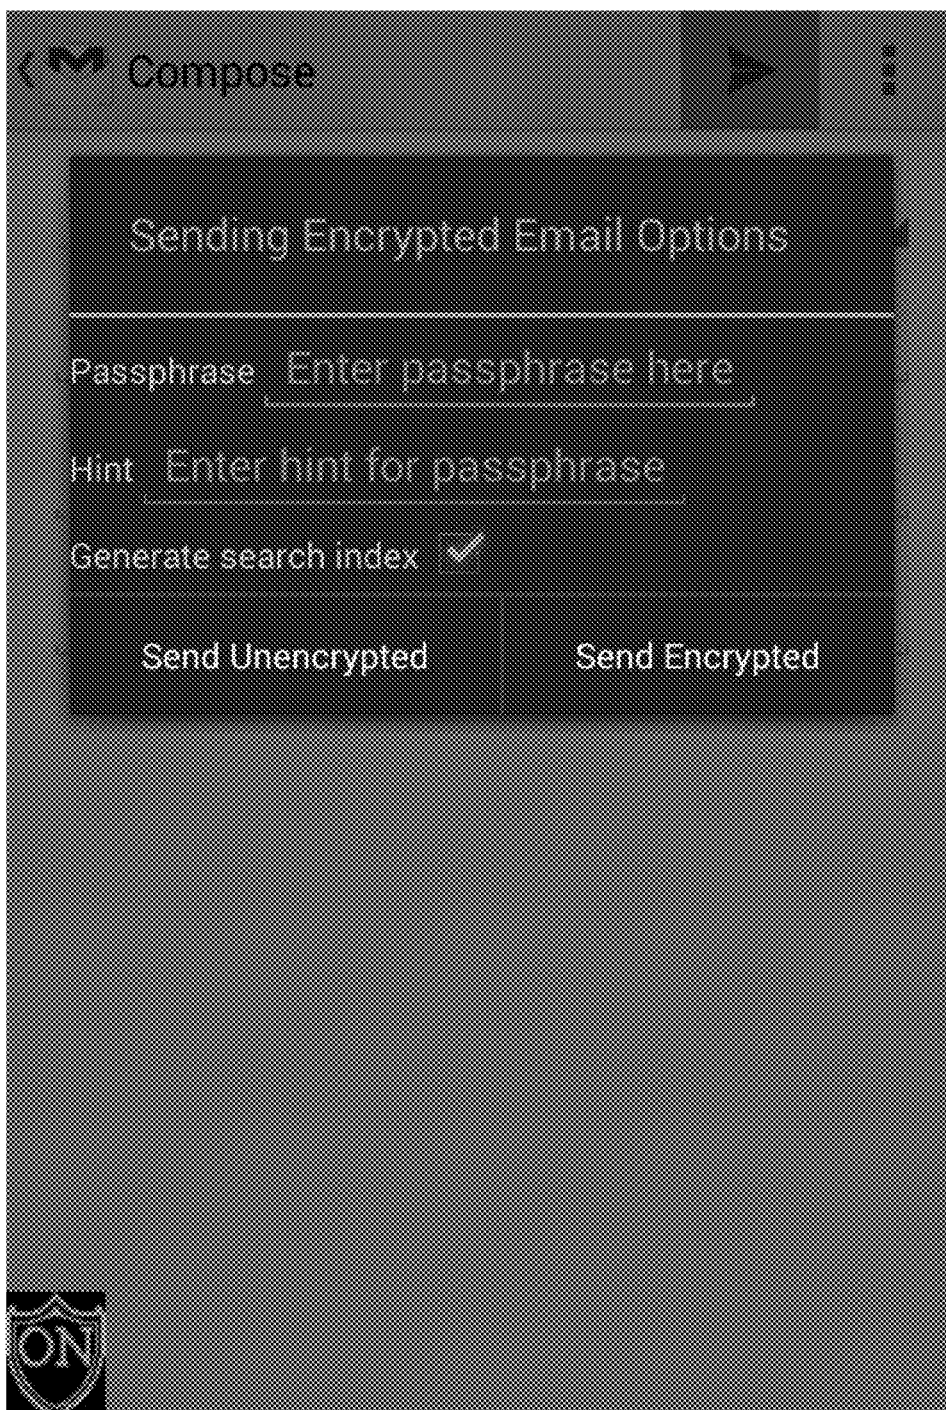 Compose
Sending Encrypted Email Options
Passphrase Enter passphrase here
Hint Enter hint for passphrase
Generate search index
Send Unencrypted Send Encrypted
ON